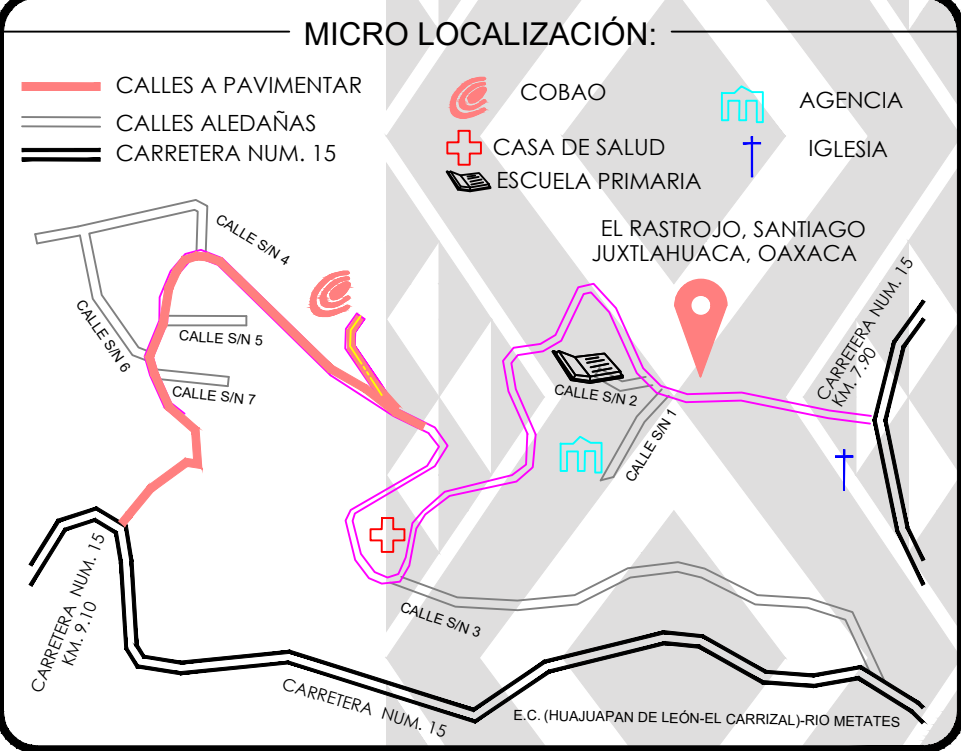 MICRO LOCALIZACIÓN:
CALLES A PAVIMENTAR
CALLES ALEDAÑAS
CARRETERA NUM. 15
COBAO
CASA DE SALUD
ESCUELA PRIMARIA
AGENCIA
IGLESIA
EL RASTROJO, SANTIAGO
JUXTLAHUACA, OAXACA
CALLE S/N 4
CALLE S/N 5
CALLE S/N 6
CALLE S/N 7
CALLE S/N 2
CALLE S/N 1
CARRETERA NUM. 15
KM. 7.90
CARRETERA NUM. 15
KM. 9.10
CALLE S/N 3
CARRETERA NUM. 15
E.C. (HUAJUAPAN DE LEÓN-EL CARRIZAL)-RIO METATES